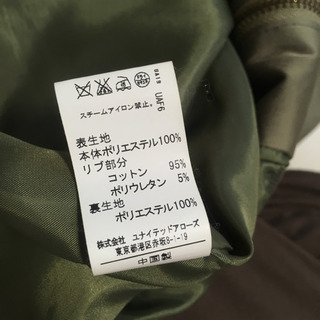 UA19
UAF6
スチームアイロン禁止。
表生地
本体ポリエステル100%
リブ部分
コットン 95%
ポリウレタン 5%
裏生地
ポリエステル100%
株式会社 ユナイテッドアローズ
東京都港区赤坂8-1-19
中国製